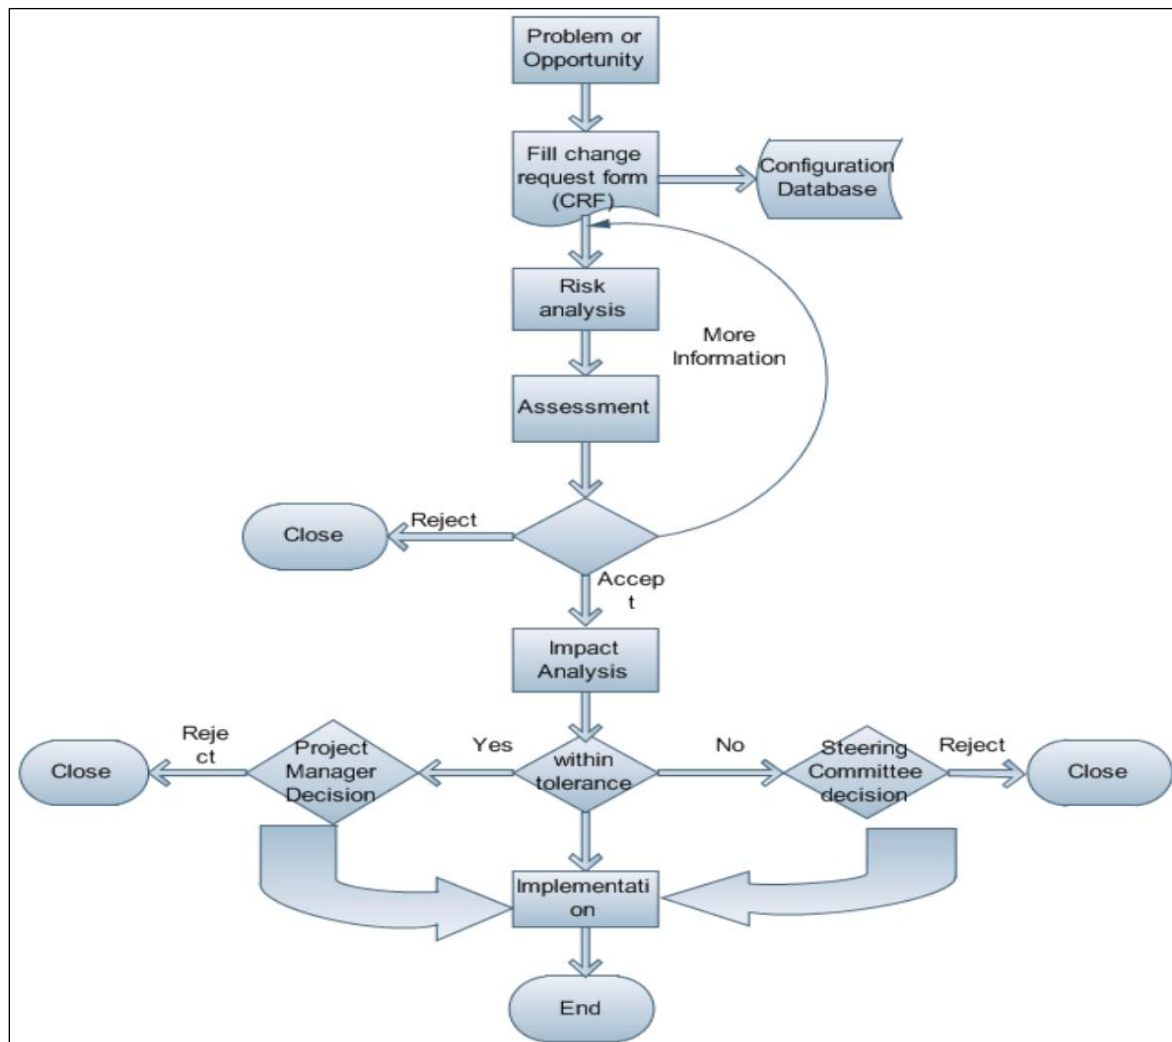 Problem or
Opportunity
Fill change
request form
(CRF)
Configuration
Database
Risk
analysis
More
Information
Assessment
Close
Reject
Accep
t
Impact
Analysis
Close
Reje
ct
Project
Manager
Decision
Yes
within
tolerance
No
Steering
Committee
decision
Reject
Close
Implementati
on
End